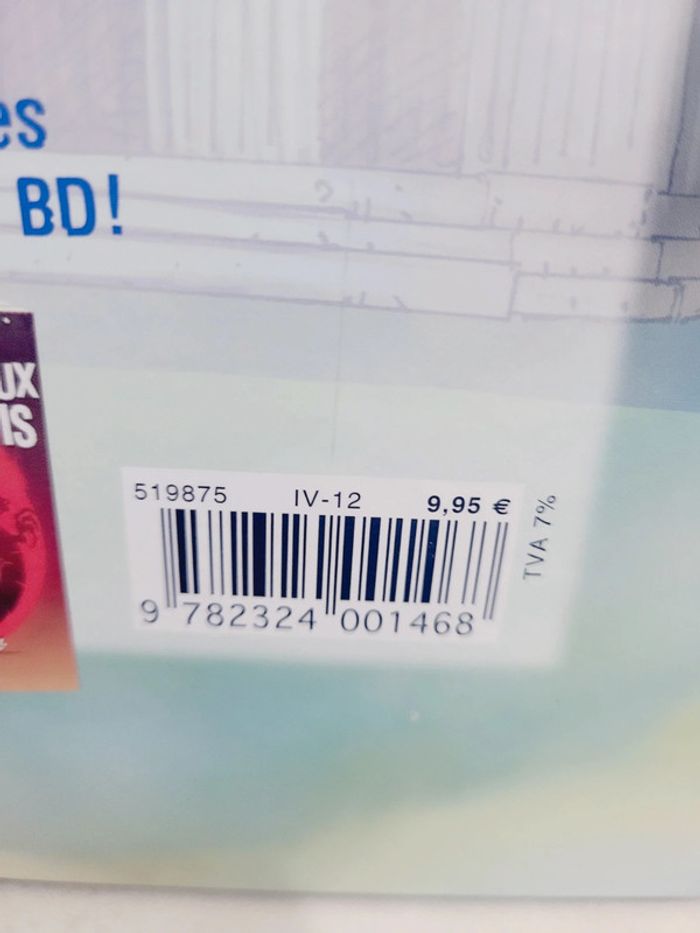 es
BD!
UX
IS
519875 IV-12 9,95 €
TVA 7%
9 782324 001468